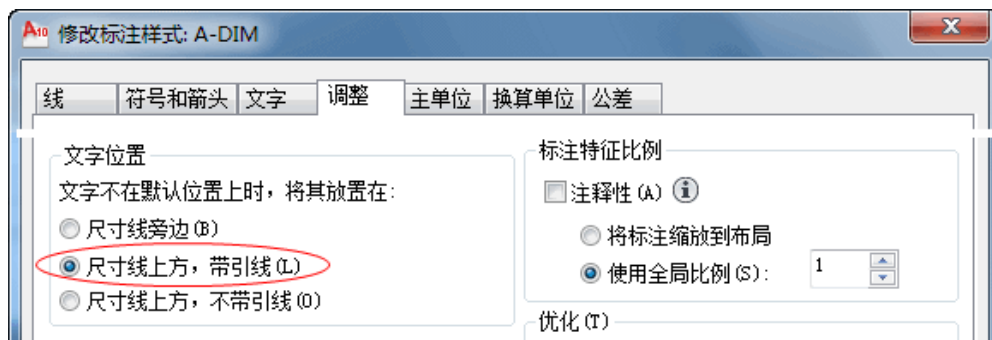 A10 修改标注样式: A-DIM
线 符号和箭头 文字 调整 主单位 换算单位 公差
文字位置
文字不在默认位置上时，将其放置在:
尺寸线旁边(B)
尺寸线上方，带引线(L)
尺寸线上方，不带引线(O)
标注特征比例
注释性(A) i
将标注缩放到布局
使用全局比例(S): 1
优化(T)